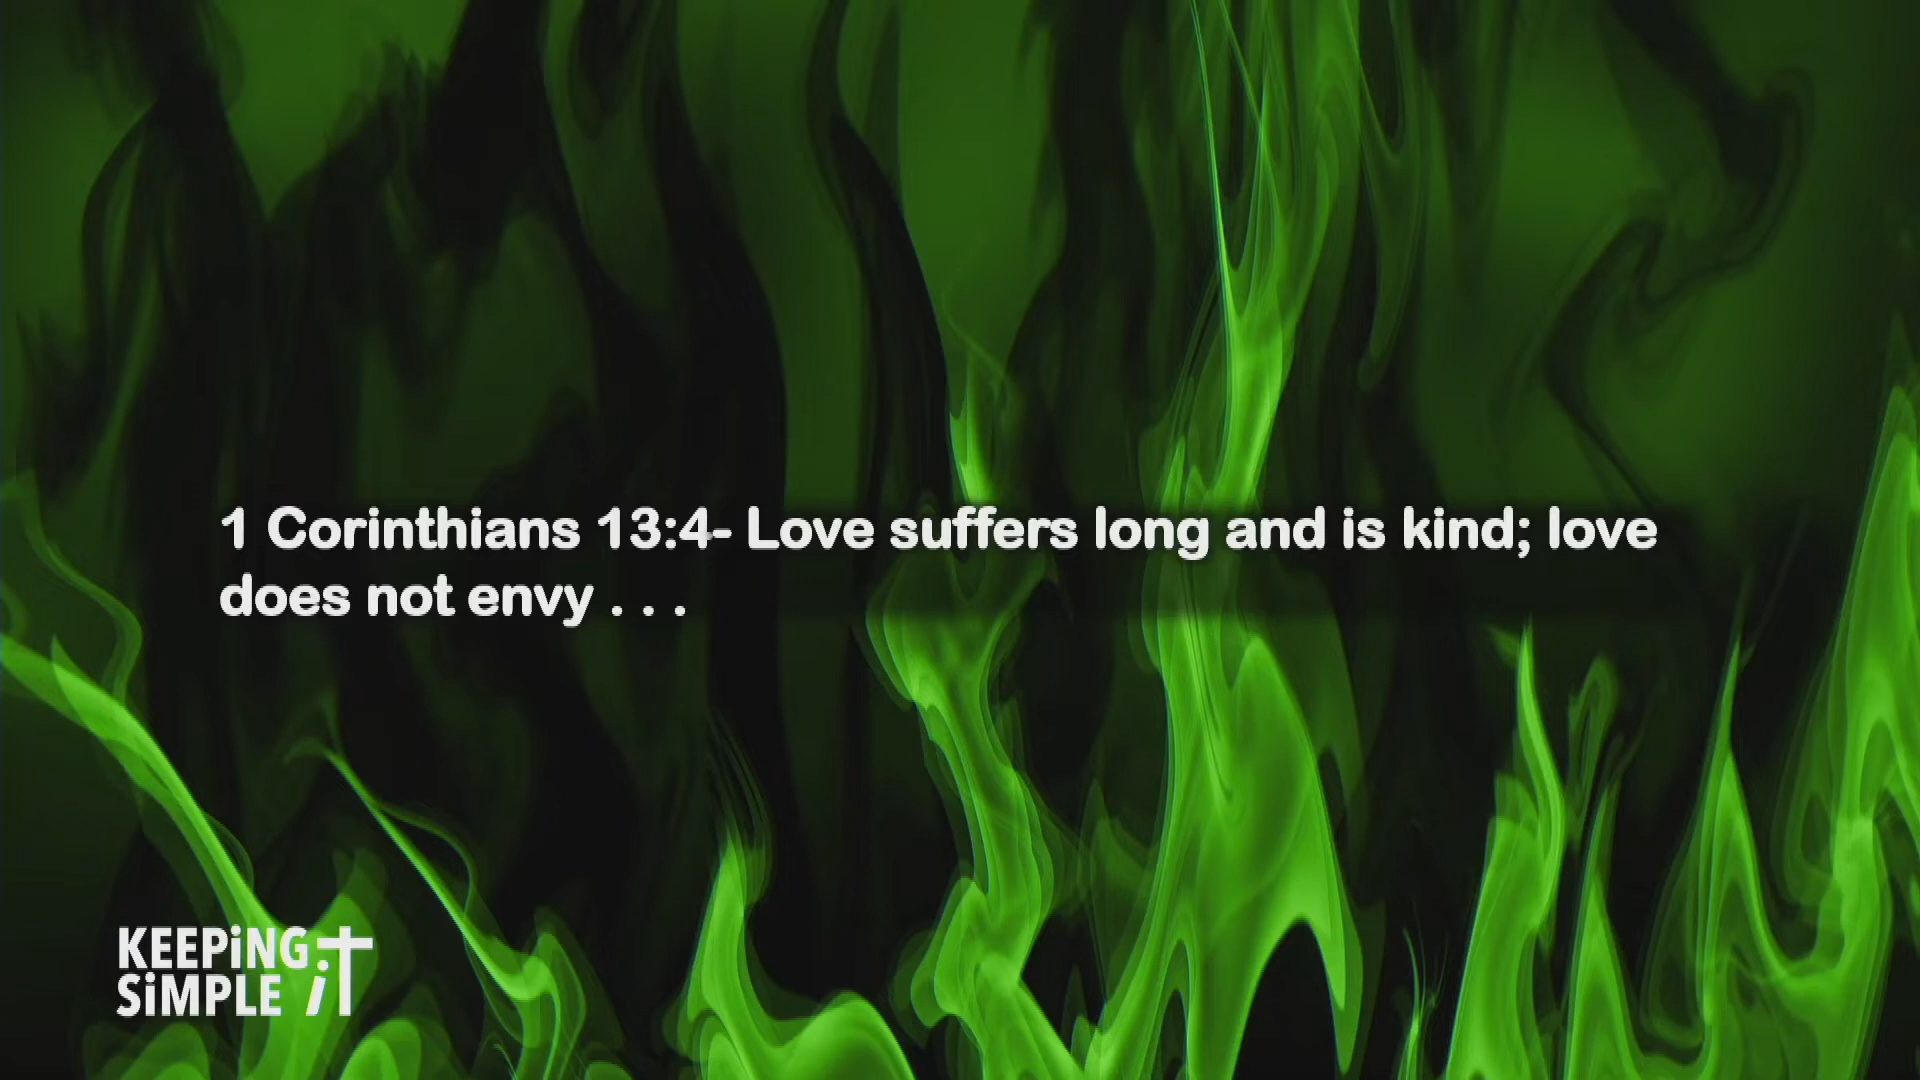 1 Corinthians 13:4- Love suffers long and is kind; love
does not envy . . .
KEEPiNG iT
SiMPLE